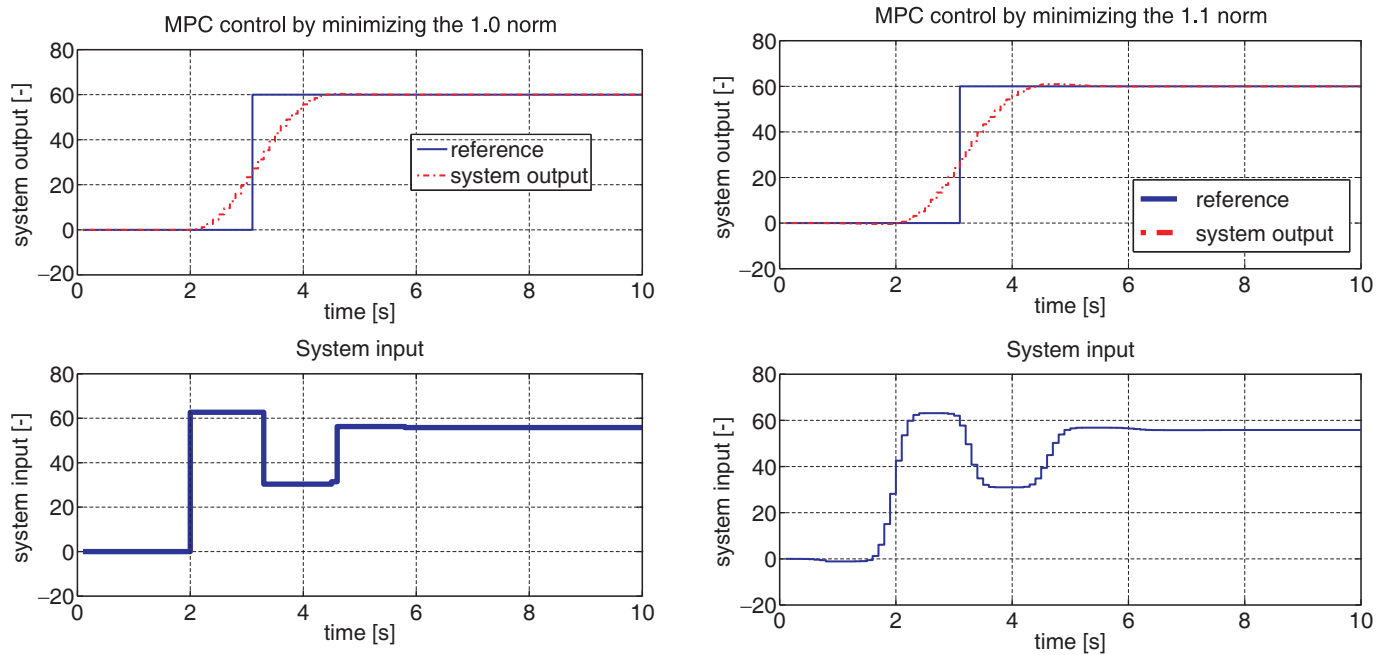 MPC control by minimizing the 1.0 norm
80
60
40
20
0
−20
system output [-]
reference
system output
0 2 4 6 8 10
time [s]
System input
80
60
40
20
0
−20
system input [-]
0 2 4 6 8 10
time [s]
MPC control by minimizing the 1.1 norm
80
60
40
20
0
−20
system output [-]
reference
system output
0 2 4 6 8 10
time [s]
System input
80
60
40
20
0
−20
system input [-]
0 2 4 6 8 10
time [s]